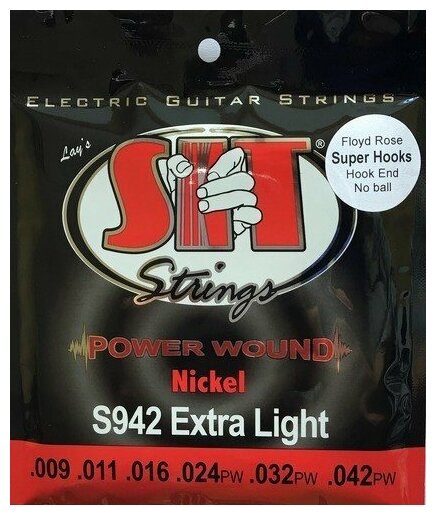 ELECTRIC GUITAR STRINGS
Lay's
SIT®
Strings
Floyd Rose
Super Hooks
Hook End
No ball
POWER WOUND
Nickel
S942 Extra Light
.009 .011 .016 .024PW .032PW .042PW